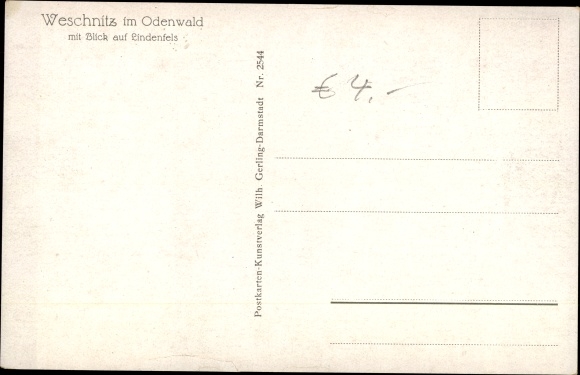 Weschnitz im Odenwald
mit Blick auf Lindenfels
Postkarten-Kunstverlag Wilh. Gerling-Darmstadt Nr. 2544
€ 4,-